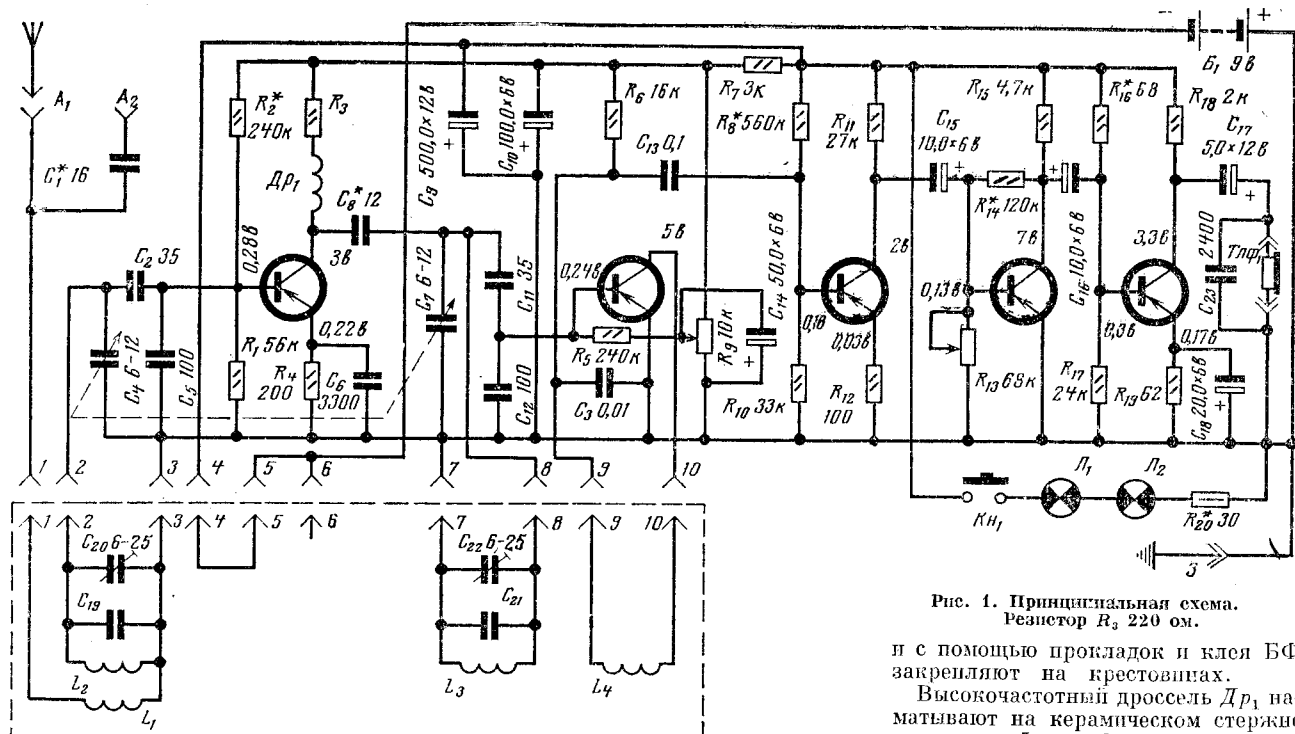 − +
Б₁ 9в
A₁
A₂
C₁* 16
R₂* 240к
R₃
Др₁
C₈* 12
C₉ 500,0×12в
C₁₀ 100,0×6в
R₆ 16к
R₇ 3к
R₈* 560к
C₁₃ 0,1
R₁₁ 27к
C₁₅ 10,0×6в
R₁₅ 4,7к
R₁₆* 68
R₁₈ 2к
C₁₇ 5,0×12в
+ + + + + +
R₁₄* 120к
C₂ 35
0,28в
3в
C₇ 6-12
C₁₁ 35
0,24в
5в
C₁₄ 50,0×6в
2в
7в
C₁₆ 10,0×6в
3,3в
C₂₃ 2400
Тлф₁
C₄ 6-12
C₅ 100
R₁ 56к
0,22в
R₄ 200
C₆ 3300
C₁₂ 100
R₅ 240к
C₃ 0,01
R₉ 10к
R₁₀ 33к
0,03в
R₁₂ 100
0,13в
R₁₃ 68к
R₁₇ 24к
0,17в
R₁₉ 62
C₁₈ 20,0×6в
1 2 3 4 5 6 7 8 9 10
Кн₁
Л₁
Л₂
R₂₀* 30
З
1 2 3 4 5 6 7 8 9 10
C₂₀ 6-25
C₂₂ 6-25
C₁₉
C₂₁
L₂
L₁
L₃
L₄
Рис. 1. Принципиальная схема.
Резистор R₃ 220 ом.
и с помощью прокладок и клея БФ
закрепляют на крестовинах.
Высокочастотный дроссель Др₁ на-
матывают на керамическом стержне